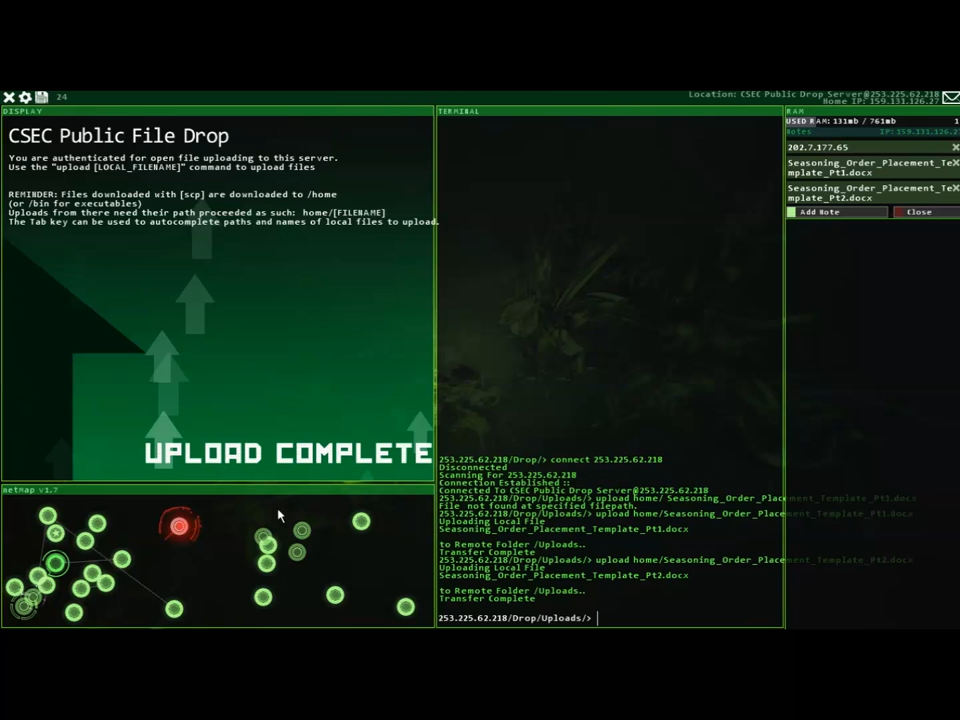 24
Location: CSEC Public Drop Server@253.225.62.218
Home IP: 159.131.126.27
DISPLAY
CSEC Public File Drop
You are authenticated for open file uploading to this server.
Use the "upload [LOCAL_FILENAME]" command to upload files
REMINDER: Files downloaded with [scp] are downloaded to /home
(or /bin for executables)
Uploads from there need their path proceeded as such: home/[FILENAME]
The Tab key can be used to autocomplete paths and names of local files to upload.
UPLOAD COMPLETE
netMap v1.7
TERMINAL
253.225.62.218/Drop/> connect 253.225.62.218
Disconnected
Scanning For 253.225.62.218
Connection Established ::
Connected To CSEC Public Drop Server@253.225.62.218
253.225.62.218/Drop/Uploads/> upload home/ Seasoning_Order_Placement_Template_Pt1.docx
File not found at specified filepath.
253.225.62.218/Drop/Uploads/> upload home/Seasoning_Order_Placement_Template_Pt1.docx
Uploading Local File
Seasoning_Order_Placement_Template_Pt1.docx
to Remote Folder /Uploads..
Transfer Complete
253.225.62.218/Drop/Uploads/> upload home/Seasoning_Order_Placement_Template_Pt2.docx
Uploading Local File
Seasoning_Order_Placement_Template_Pt2.docx
to Remote Folder /Uploads..
Transfer Complete
253.225.62.218/Drop/Uploads/>
RAM
USED RAM: 131mb / 761mb
1
Notes
IP: 159.131.126.27
202.7.177.65
Seasoning_Order_Placement_Te
mplate_Pt1.docx
Seasoning_Order_Placement_Te
mplate_Pt2.docx
Add Note
Close